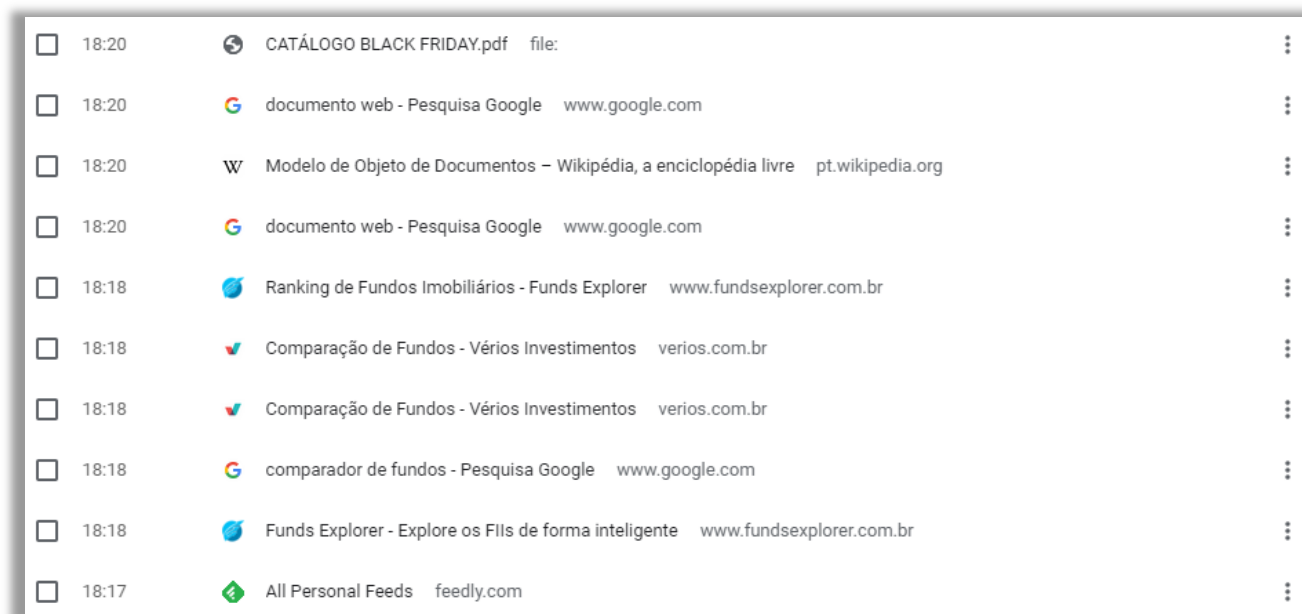 18:20 CATÁLOGO BLACK FRIDAY.pdf file:
18:20 documento web - Pesquisa Google www.google.com
18:20 W Modelo de Objeto de Documentos – Wikipédia, a enciclopédia livre pt.wikipedia.org
18:20 documento web - Pesquisa Google www.google.com
18:18 Ranking de Fundos Imobiliários - Funds Explorer www.fundsexplorer.com.br
18:18 Comparação de Fundos - Vérios Investimentos verios.com.br
18:18 Comparação de Fundos - Vérios Investimentos verios.com.br
18:18 comparador de fundos - Pesquisa Google www.google.com
18:18 Funds Explorer - Explore os FIIs de forma inteligente www.fundsexplorer.com.br
18:17 All Personal Feeds feedly.com